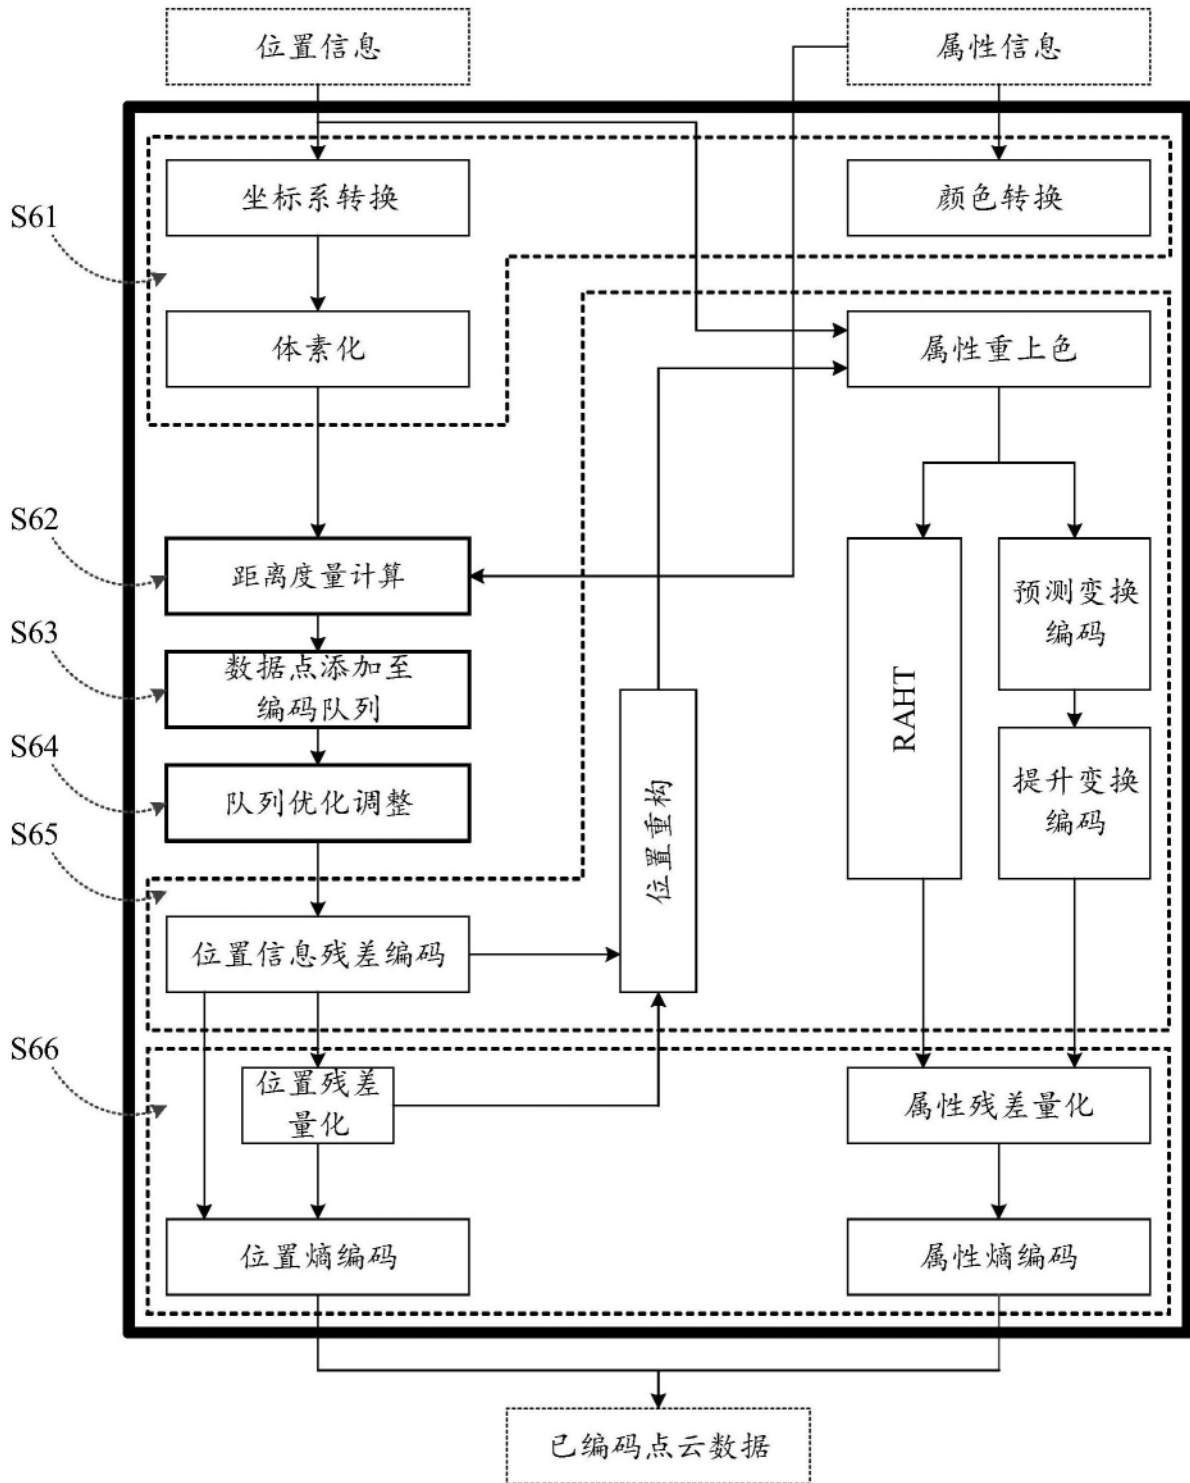 位置信息
属性信息
坐标系转换
颜色转换
S61
体素化
属性重上色
S62
距离度量计算
预测变换
编码
S63
数据点添加至
编码队列
RAHT
S64
队列优化调整
提升变换
编码
位置重构
S65
位置信息残差编码
S66
位置残差
量化
属性残差量化
位置熵编码
属性熵编码
已编码点云数据